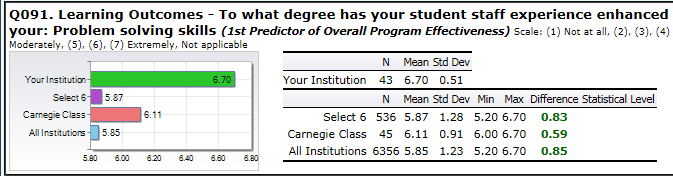 Q091. Learning Outcomes - To what degree has your student staff experience enhanced
your: Problem solving skills (1st Predictor of Overall Program Effectiveness) Scale: (1) Not at all, (2), (3), (4)
Moderately, (5), (6), (7) Extremely, Not applicable
Your Institution 6.70
Select 6 5.87
Carnegie Class 6.11
All Institutions 5.85
5.80 6.00 6.20 6.40 6.60 6.80
N Mean Std Dev
Your Institution 43 6.70 0.51
N Mean Std Dev Min Max Difference Statistical Level
Select 6 536 5.87 1.28 5.20 6.70 0.83
Carnegie Class 45 6.11 0.91 6.00 6.70 0.59
All Institutions 6356 5.85 1.23 5.20 6.70 0.85